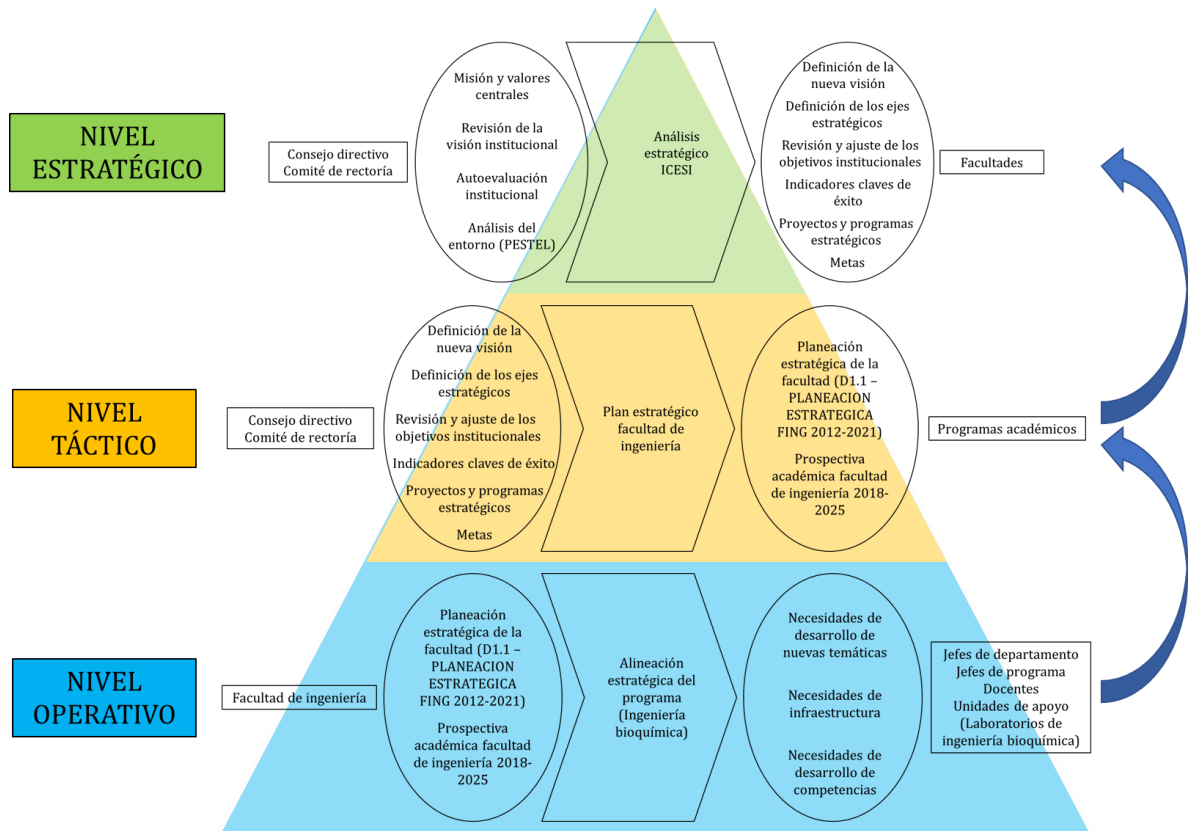 NIVEL
ESTRATÉGICO
Consejo directivo
Comité de rectoría
Misión y valores
centrales
Revisión de la
visión institucional
Autoevaluación
institucional
Análisis del
entorno (PESTEL)
Análisis
estratégico
ICESI
Definición de la
nueva visión
Definición de los ejes
estratégicos
Revisión y ajuste de los
objetivos institucionales
Indicadores claves de
éxito
Proyectos y programas
estratégicos
Metas
Facultades
NIVEL
TÁCTICO
Consejo directivo
Comité de rectoría
Definición de la
nueva visión
Definición de los ejes
estratégicos
Revisión y ajuste de los
objetivos institucionales
Indicadores claves de éxito
Proyectos y programas
estratégicos
Metas
Plan estratégico
facultad de
ingeniería
Planeación
estratégica de la
facultad (D1.1 –
PLANEACION
ESTRATEGICA
FING 2012-2021)
Prospectiva
académica facultad
de ingeniería 2018-
2025
Programas académicos
NIVEL
OPERATIVO
Facultad de ingeniería
Planeación
estratégica de la
facultad (D1.1 –
PLANEACION
ESTRATEGICA
FING 2012-2021)
Prospectiva
académica facultad
de ingeniería 2018-
2025
Alineación
estratégica del
programa
(Ingeniería
bioquímica)
Necesidades de
desarrollo de
nuevas temáticas
Necesidades de
infraestructura
Necesidades de
desarrollo de
competencias
Jefes de departamento
Jefes de programa
Docentes
Unidades de apoyo
(Laboratorios de
ingeniería bioquímica)